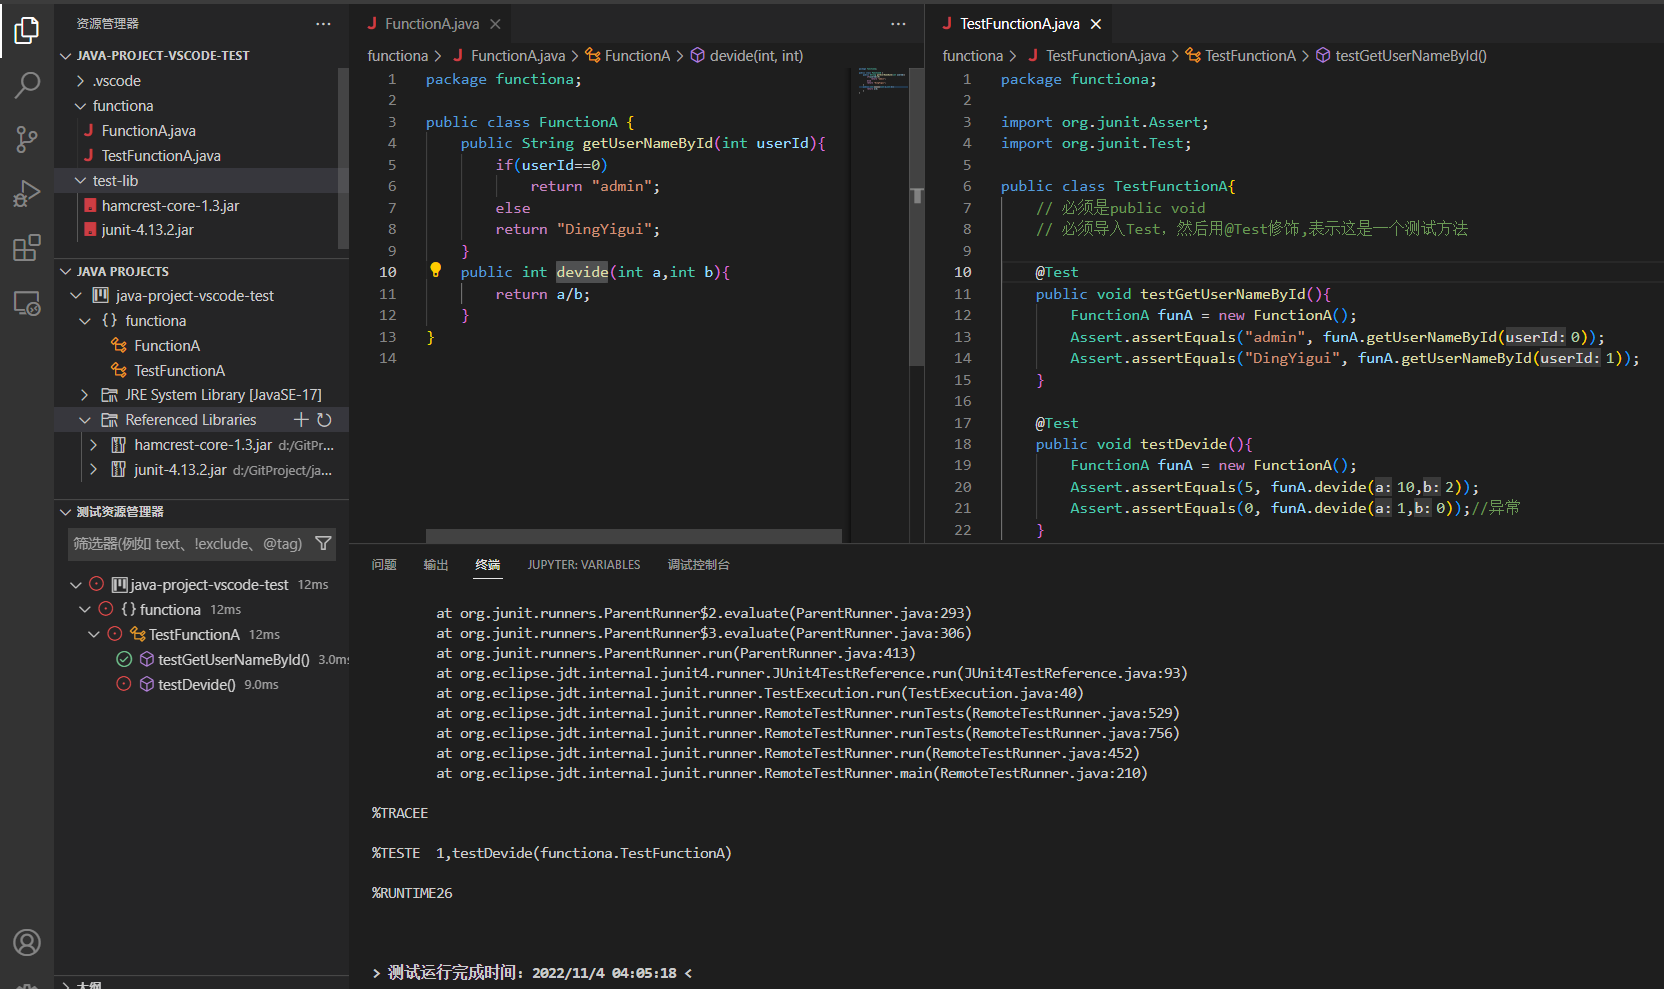 资源管理器
JAVA-PROJECT-VSCODE-TEST
.vscode
functiona
FunctionA.java
TestFunctionA.java
test-lib
hamcrest-core-1.3.jar
junit-4.13.2.jar
JAVA PROJECTS
java-project-vscode-test
{} functiona
FunctionA
TestFunctionA
JRE System Library [JavaSE-17]
Referenced Libraries
hamcrest-core-1.3.jar d:/GitPr...
junit-4.13.2.jar d:/GitProject/ja...
测试资源管理器
筛选器(例如 text、!exclude、@tag)
java-project-vscode-test 12ms
{} functiona 12ms
TestFunctionA 12ms
testGetUserNameById() 3.0ms
testDevide() 9.0ms
FunctionA.java
functiona > FunctionA.java > FunctionA > devide(int, int)
1 package functiona;
2
3 public class FunctionA {
4 public String getUserNameById(int userId){
5 if(userId==0)
6 return "admin";
7 else
8 return "DingYigui";
9 }
10 public int devide(int a,int b){
11 return a/b;
12 }
13 }
14
TestFunctionA.java
functiona > TestFunctionA.java > TestFunctionA > testGetUserNameById()
1 package functiona;
2
3 import org.junit.Assert;
4 import org.junit.Test;
5
6 public class TestFunctionA{
7 // 必须是public void
8 // 必须导入Test，然后用@Test修饰,表示这是一个测试方法
9
10 @Test
11 public void testGetUserNameById(){
12 FunctionA funA = new FunctionA();
13 Assert.assertEquals("admin", funA.getUserNameById(userId: 0));
14 Assert.assertEquals("DingYigui", funA.getUserNameById(userId: 1));
15 }
16
17 @Test
18 public void testDevide(){
19 FunctionA funA = new FunctionA();
20 Assert.assertEquals(5, funA.devide(a: 10,b: 2));
21 Assert.assertEquals(0, funA.devide(a: 1,b: 0));//异常
22 }
问题 输出 终端 JUPYTER: VARIABLES 调试控制台
at org.junit.runners.ParentRunner$2.evaluate(ParentRunner.java:293)
at org.junit.runners.ParentRunner$3.evaluate(ParentRunner.java:306)
at org.junit.runners.ParentRunner.run(ParentRunner.java:413)
at org.eclipse.jdt.internal.junit4.runner.JUnit4TestReference.run(JUnit4TestReference.java:93)
at org.eclipse.jdt.internal.junit.runner.TestExecution.run(TestExecution.java:40)
at org.eclipse.jdt.internal.junit.runner.RemoteTestRunner.runTests(RemoteTestRunner.java:529)
at org.eclipse.jdt.internal.junit.runner.RemoteTestRunner.runTests(RemoteTestRunner.java:756)
at org.eclipse.jdt.internal.junit.runner.RemoteTestRunner.run(RemoteTestRunner.java:452)
at org.eclipse.jdt.internal.junit.runner.RemoteTestRunner.main(RemoteTestRunner.java:210)
%TRACEE
%TESTE 1,testDevide(functiona.TestFunctionA)
%RUNTIME26
> 测试运行完成时间: 2022/11/4 04:05:18 <